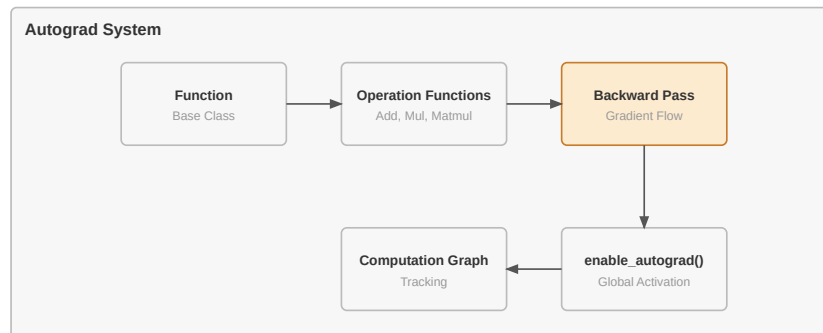 Autograd System
Function
Base Class
Operation Functions
Add, Mul, Matmul
Backward Pass
Gradient Flow
Computation Graph
Tracking
enable_autograd()
Global Activation